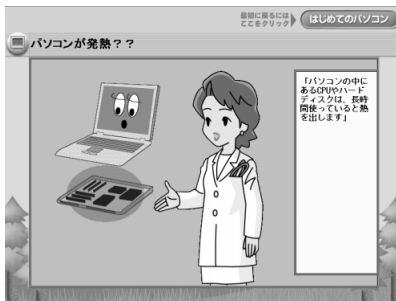 最初に戻るには
ここをクリック
はじめてのパソコン
パソコンが発熱??
「パソコンの中に
あるCPUやハード
ディスクは、長時
間使っていると熱
を出します」